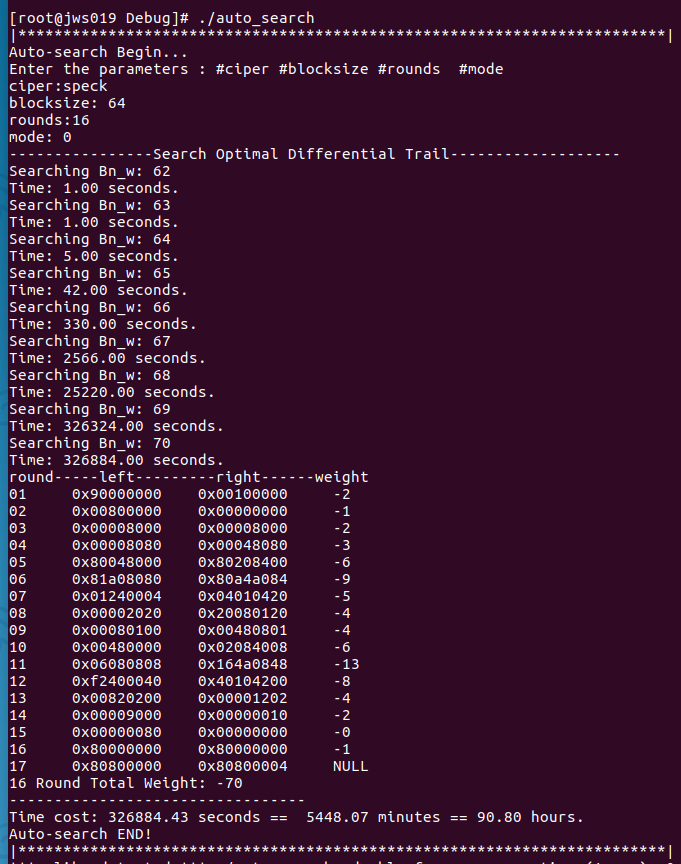 [root@jws019 Debug]# ./auto_search
|************************************************************************|
Auto-search Begin...
Enter the parameters : #ciper #blocksize #rounds  #mode
ciper:speck
blocksize: 64
rounds:16
mode: 0
----------------Search Optimal Differential Trail-------------------
Searching Bn_w: 62
Time: 1.00 seconds.
Searching Bn_w: 63
Time: 1.00 seconds.
Searching Bn_w: 64
Time: 5.00 seconds.
Searching Bn_w: 65
Time: 42.00 seconds.
Searching Bn_w: 66
Time: 330.00 seconds.
Searching Bn_w: 67
Time: 2566.00 seconds.
Searching Bn_w: 68
Time: 25220.00 seconds.
Searching Bn_w: 69
Time: 326324.00 seconds.
Searching Bn_w: 70
Time: 326884.00 seconds.
round-----left---------right------weight
01     0x90000000    0x00100000     -2
02     0x00800000    0x00000000     -1
03     0x00008000    0x00008000     -2
04     0x00008080    0x00048080     -3
05     0x80048000    0x80208400     -6
06     0x81a08080    0x80a4a084     -9
07     0x01240004    0x04010420     -5
08     0x00002020    0x20080120     -4
09     0x00080100    0x00480801     -4
10     0x00480000    0x02084008     -6
11     0x06080808    0x164a0848     -13
12     0xf2400040    0x40104200     -8
13     0x00820200    0x00001202     -4
14     0x00009000    0x00000010     -2
15     0x00000080    0x00000000     -0
16     0x80000000    0x80000000     -1
17     0x80800000    0x80800004     NULL
16 Round Total Weight: -70
---------------------------------
Time cost: 326884.43 seconds ==  5448.07 minutes == 90.80 hours.
Auto-search END!
|************************************************************************|